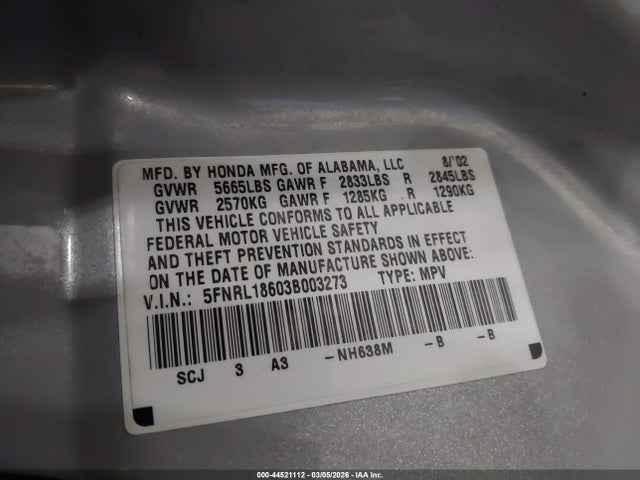 MFD. BY HONDA MFG. OF ALABAMA, LLC 8/'02
GVWR 5665LBS GAWR F 2833LBS R 2845LBS
GVWR 2570KG GAWR F 1285KG R 1290KG
THIS VEHICLE CONFORMS TO ALL APPLICABLE
FEDERAL MOTOR VEHICLE SAFETY
AND THEFT PREVENTION STANDARDS IN EFFECT
ON THE DATE OF MANUFACTURE SHOWN ABOVE:
V.I.N.: 5FNRL18603B003273 TYPE: MPV
SCJ 3 A3 -NH638M -B -B
000-44521112 | 03/05/2026 | IAA Inc.